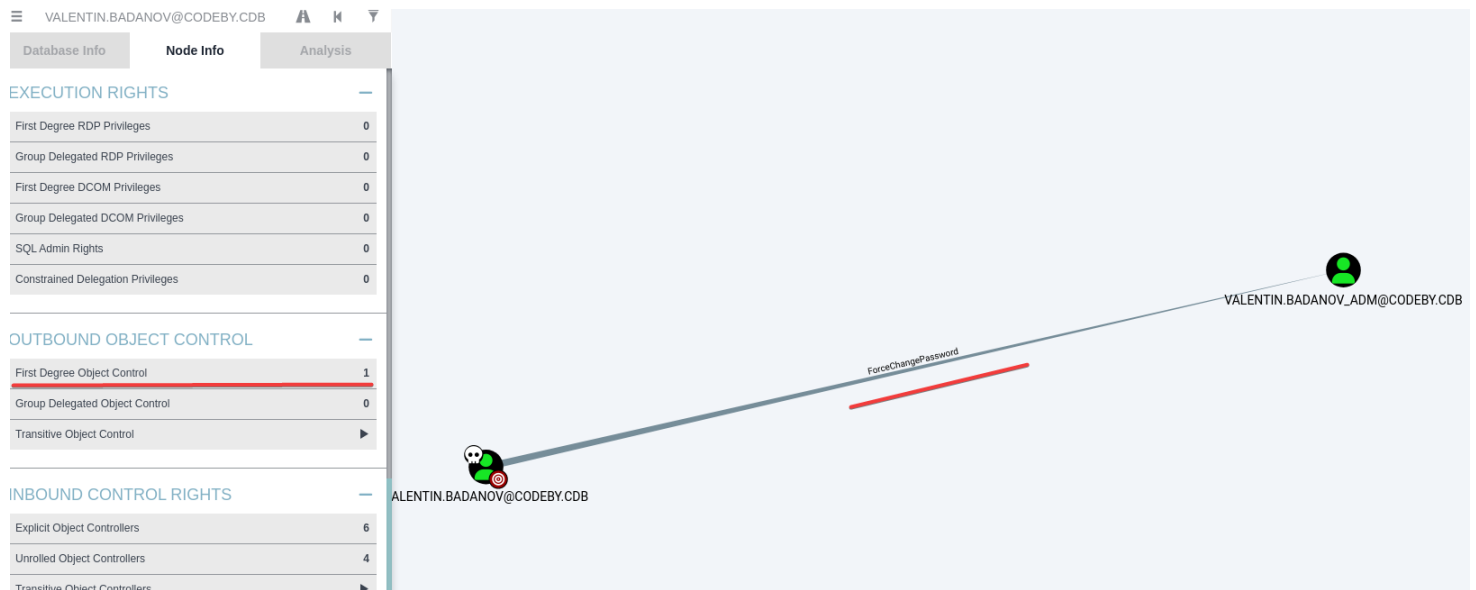 VALENTIN.BADANOV@CODEBY.CDB
Database Info
Node Info
Analysis
EXECUTION RIGHTS
First Degree RDP Privileges 0
Group Delegated RDP Privileges 0
First Degree DCOM Privileges 0
Group Delegated DCOM Privileges 0
SQL Admin Rights 0
Constrained Delegation Privileges 0
OUTBOUND OBJECT CONTROL
First Degree Object Control 1
Group Delegated Object Control 0
Transitive Object Control
INBOUND CONTROL RIGHTS
Explicit Object Controllers 6
Unrolled Object Controllers 4
Transitive Object Controllers
VALENTIN.BADANOV_ADM@CODEBY.CDB
ForceChangePassword
ALENTIN.BADANOV@CODEBY.CDB